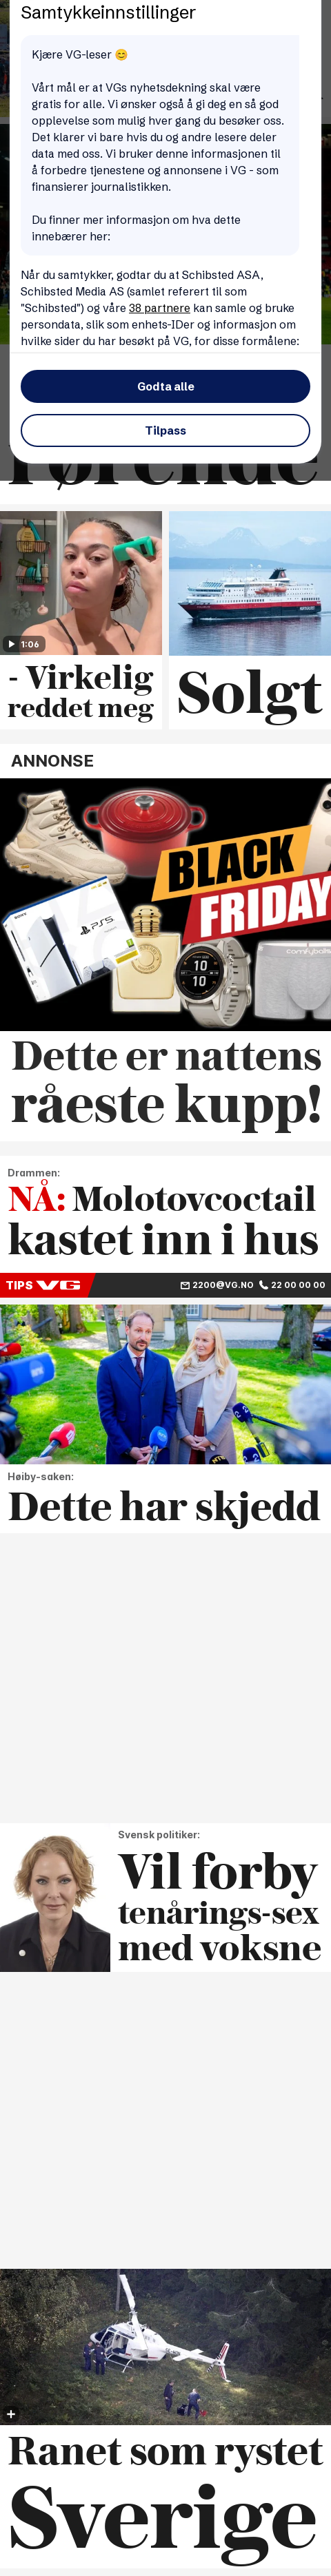 Samtykkeinnstillinger
Kjære VG-leser 😊
Vårt mål er at VGs nyhetsdekning skal være
gratis for alle. Vi ønsker også å gi deg en så god
opplevelse som mulig hver gang du besøker oss.
Det klarer vi bare hvis du og andre lesere deler
data med oss. Vi bruker denne informasjonen til
å forbedre tjenestene og annonsene i VG - som
finansierer journalistikken.
Du finner mer informasjon om hva dette
innebærer her:
Når du samtykker, godtar du at Schibsted ASA,
Schibsted Media AS (samlet referert til som
"Schibsted") og våre 38 partnere kan samle og bruke
persondata, slik som enhets-IDer og informasjon om
hvilke sider du har besøkt på VG, for disse formålene:
Godta alle
Tilpass
1:06
- Virkelig
reddet meg
Solgt
ANNONSE
BLACK
FRIDAY
SONY
PS5
10
10
Dette er nattens
råeste kupp!
Drammen:
NÅ: Molotovcoctail
kastet inn i hus
TIPS VG 2200@VG.NO 22 00 00 00
2
2
NTB
Høiby-saken:
Dette har skjedd
Svensk politiker:
Vil forby
tenårings-sex
med voksne
Ranet som rystet
Sverige